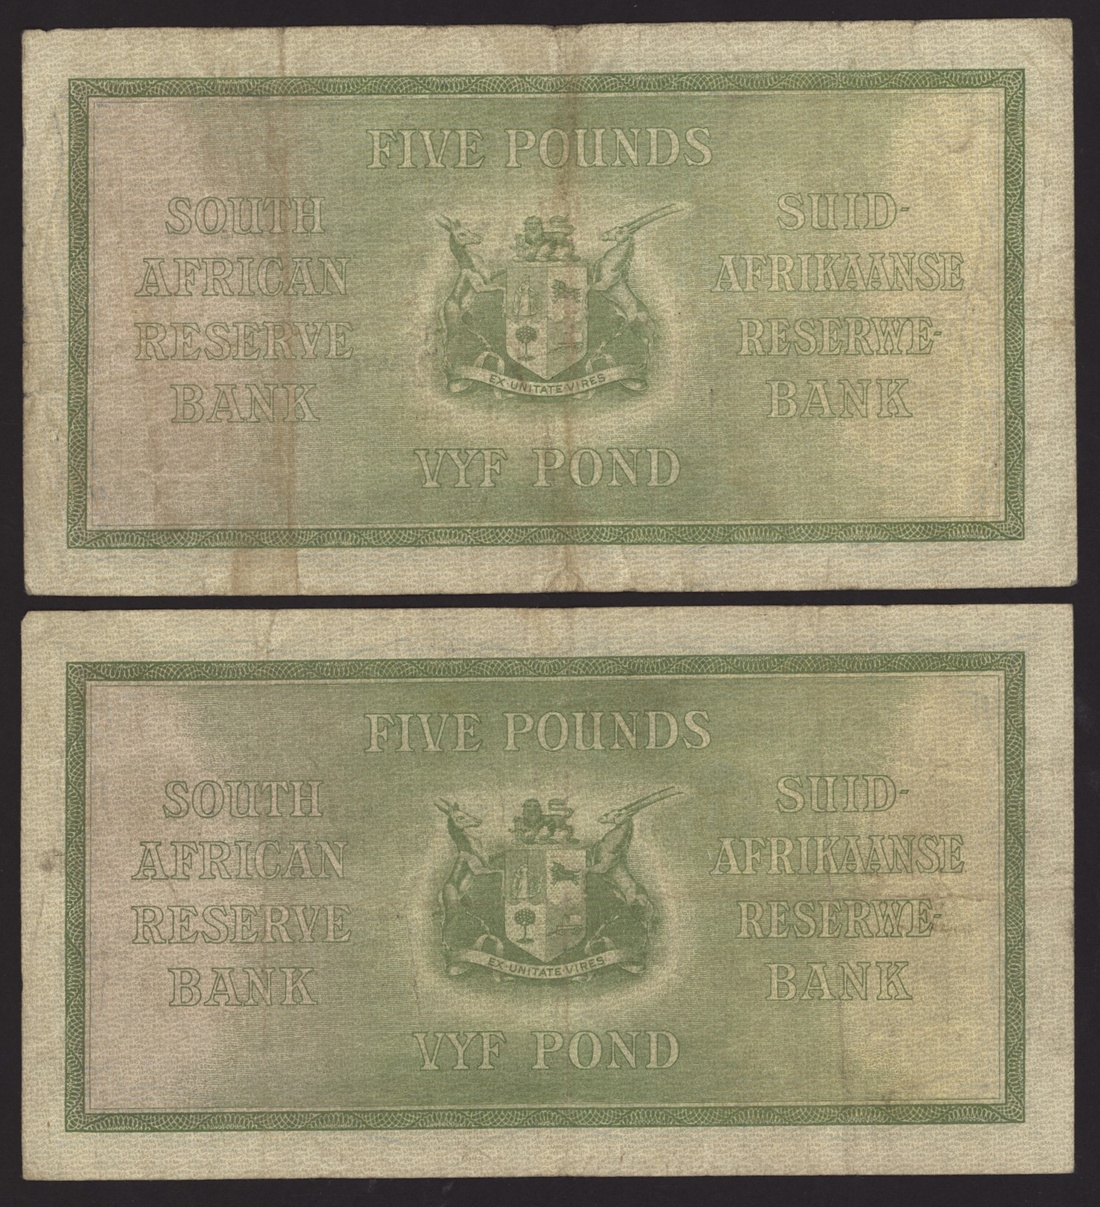 FIVE POUNDS
SOUTH
AFRICAN
RESERVE
BANK
SUID-
AFRIKAANSE
RESERWE-
BANK
EX·UNITATE·VIRES
VYF POND
FIVE POUNDS
SOUTH
AFRICAN
RESERVE
BANK
SUID-
AFRIKAANSE
RESERWE-
BANK
EX·UNITATE·VIRES
VYF POND